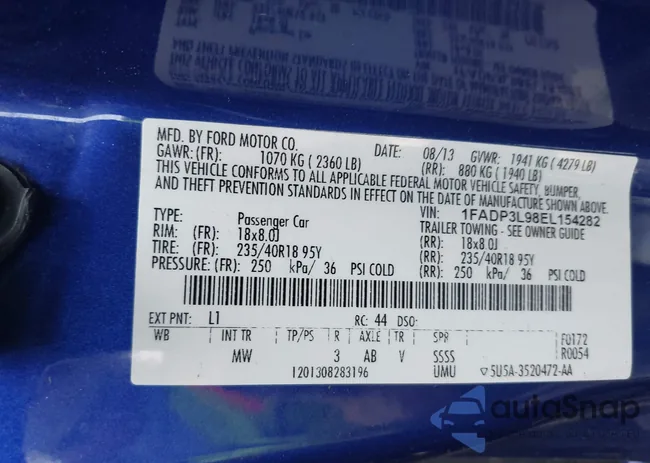 MFD. BY FORD MOTOR CO. DATE: 08/13 GVWR: 1941 KG ( 4279 LB)
GAWR: (FR): 1070 KG ( 2360 LB) (RR): 880 KG ( 1940 LB)
THIS VEHICLE CONFORMS TO ALL APPLICABLE FEDERAL MOTOR VEHICLE SAFETY, BUMPER,
AND THEFT PREVENTION STANDARDS IN EFFECT ON THE DATE OF MANUFACTURE SHOWN ABOVE.
VIN: 1FADP3L98EL154282
TYPE: Passenger Car TRAILER TOWING - SEE OWNER GUIDE
RIM: (FR): 18x8.0J (RR): 18x8.0J
TIRE: (FR): 235/40R18 95Y (RR): 235/40R18 95Y
PRESSURE: (FR): 250 kPa/ 36 PSI COLD (RR): 250 kPa/ 36 PSI COLD
EXT PNT: L1 RC: 44 DSO:
WB INT TR TP/PS R AXLE TR SPR F0172
MW 3 AB V SSSS R0054
1201308283196 UMU 5U5A-3520472-AA
autoSnap